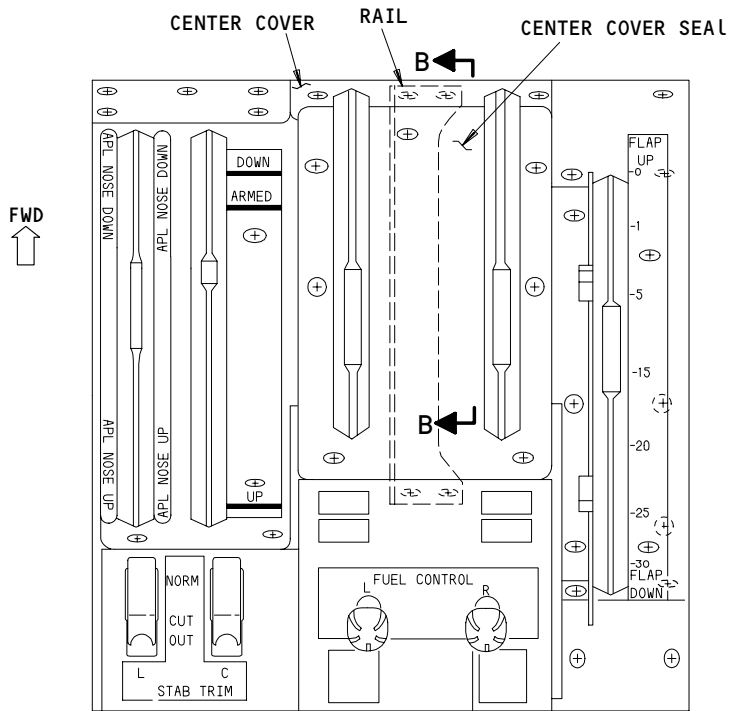 CENTER COVER
RAIL
CENTER COVER SEAL
B
FWD
APL NOSE DOWN
APL NOSE DOWN
DOWN
ARMED
FLAP
UP
-0
-1
-5
-15
-20
-25
-30
FLAP
DOWN
B
APL NOSE UP
APL NOSE UP
UP
NORM
CUT
OUT
L
C
STAB TRIM
FUEL CONTROL
L
R